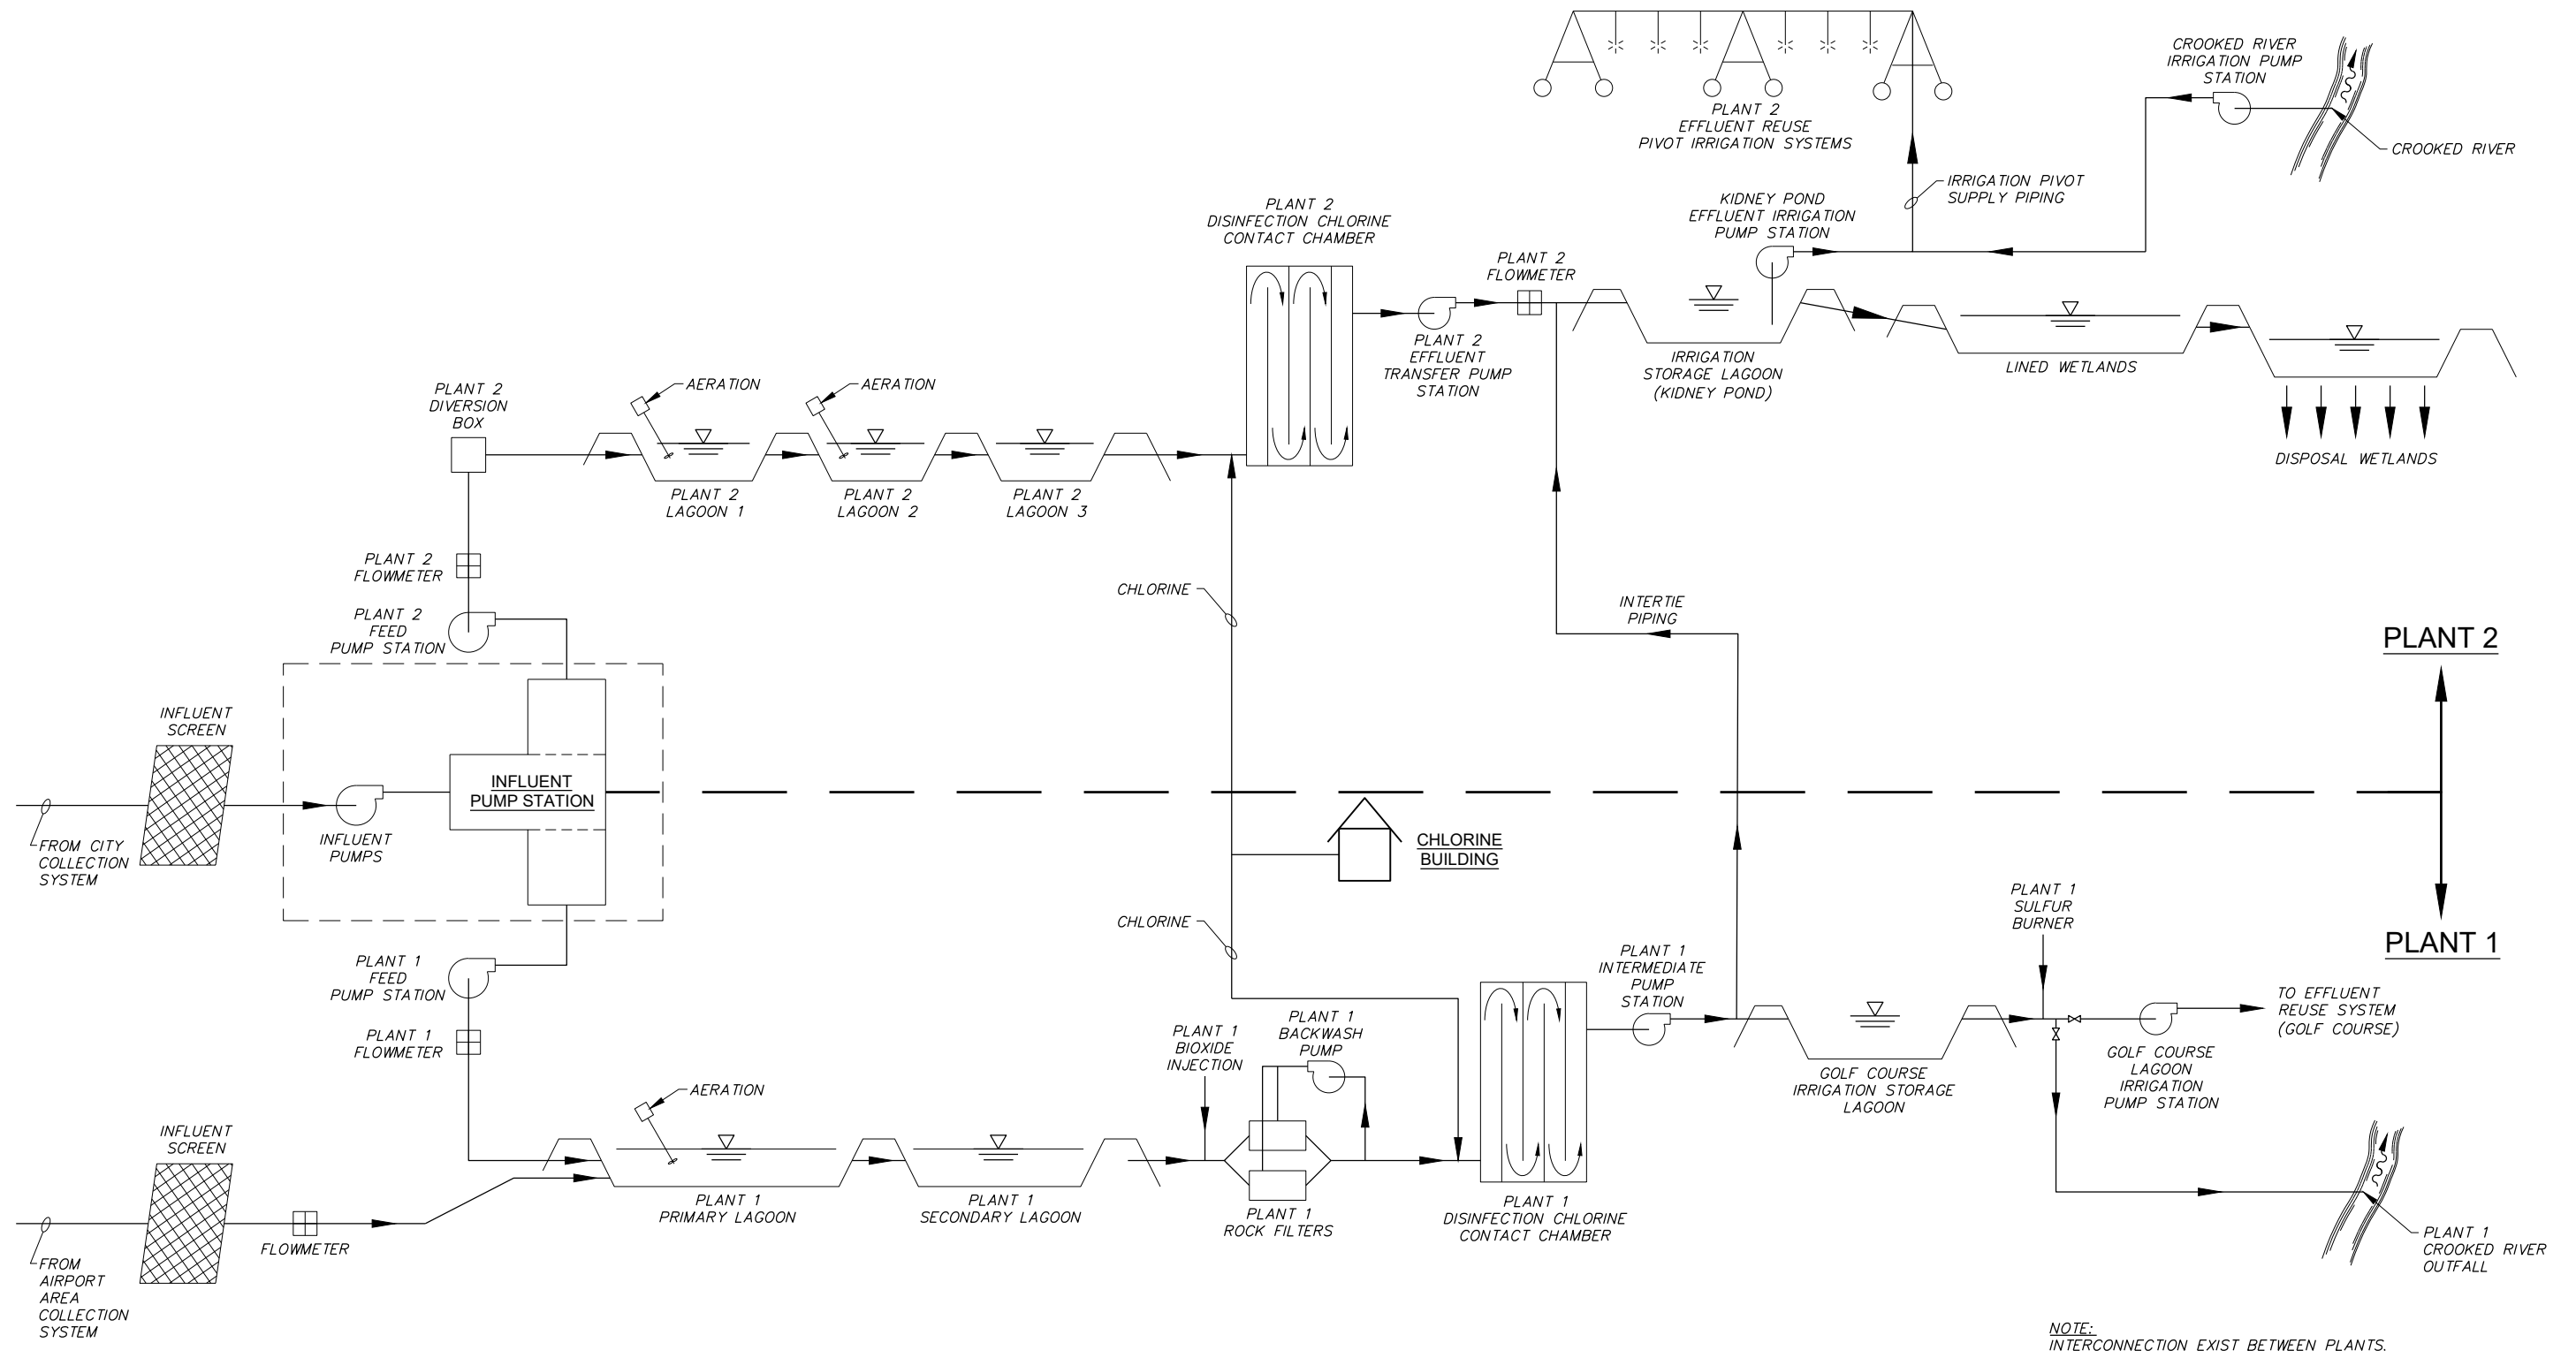 CROOKED RIVER
IRRIGATION PUMP
STATION
CROOKED RIVER
PLANT 2
EFFLUENT REUSE
PIVOT IRRIGATION SYSTEMS
IRRIGATION PIVOT
SUPPLY PIPING
KIDNEY POND
EFFLUENT IRRIGATION
PUMP STATION
PLANT 2
DISINFECTION CHLORINE
CONTACT CHAMBER
PLANT 2
FLOWMETER
PLANT 2
EFFLUENT
TRANSFER PUMP
STATION
IRRIGATION
STORAGE LAGOON
(KIDNEY POND)
LINED WETLANDS
DISPOSAL WETLANDS
PLANT 2
DIVERSION
BOX
AERATION
AERATION
PLANT 2
LAGOON 1
PLANT 2
LAGOON 2
PLANT 2
LAGOON 3
PLANT 2
FLOWMETER
PLANT 2
FEED
PUMP STATION
CHLORINE
INTERTIE
PIPING
PLANT 2
INFLUENT
SCREEN
FROM CITY
COLLECTION
SYSTEM
INFLUENT
PUMPS
INFLUENT
PUMP STATION
CHLORINE
BUILDING
PLANT 1
CHLORINE
PLANT 1
FEED
PUMP STATION
PLANT 1
FLOWMETER
PLANT 1
INTERMEDIATE
PUMP
STATION
PLANT 1
SULFUR
BURNER
TO EFFLUENT
REUSE SYSTEM
(GOLF COURSE)
GOLF COURSE
LAGOON
IRRIGATION
PUMP STATION
GOLF COURSE
IRRIGATION STORAGE
LAGOON
PLANT 1
BIOXIDE
INJECTION
PLANT 1
BACKWASH
PUMP
AERATION
INFLUENT
SCREEN
FROM
AIRPORT
AREA
COLLECTION
SYSTEM
FLOWMETER
PLANT 1
PRIMARY LAGOON
PLANT 1
SECONDARY LAGOON
PLANT 1
ROCK FILTERS
PLANT 1
DISINFECTION CHLORINE
CONTACT CHAMBER
PLANT 1
CROOKED RIVER
OUTFALL
NOTE:
INTERCONNECTION EXIST BETWEEN PLANTS.